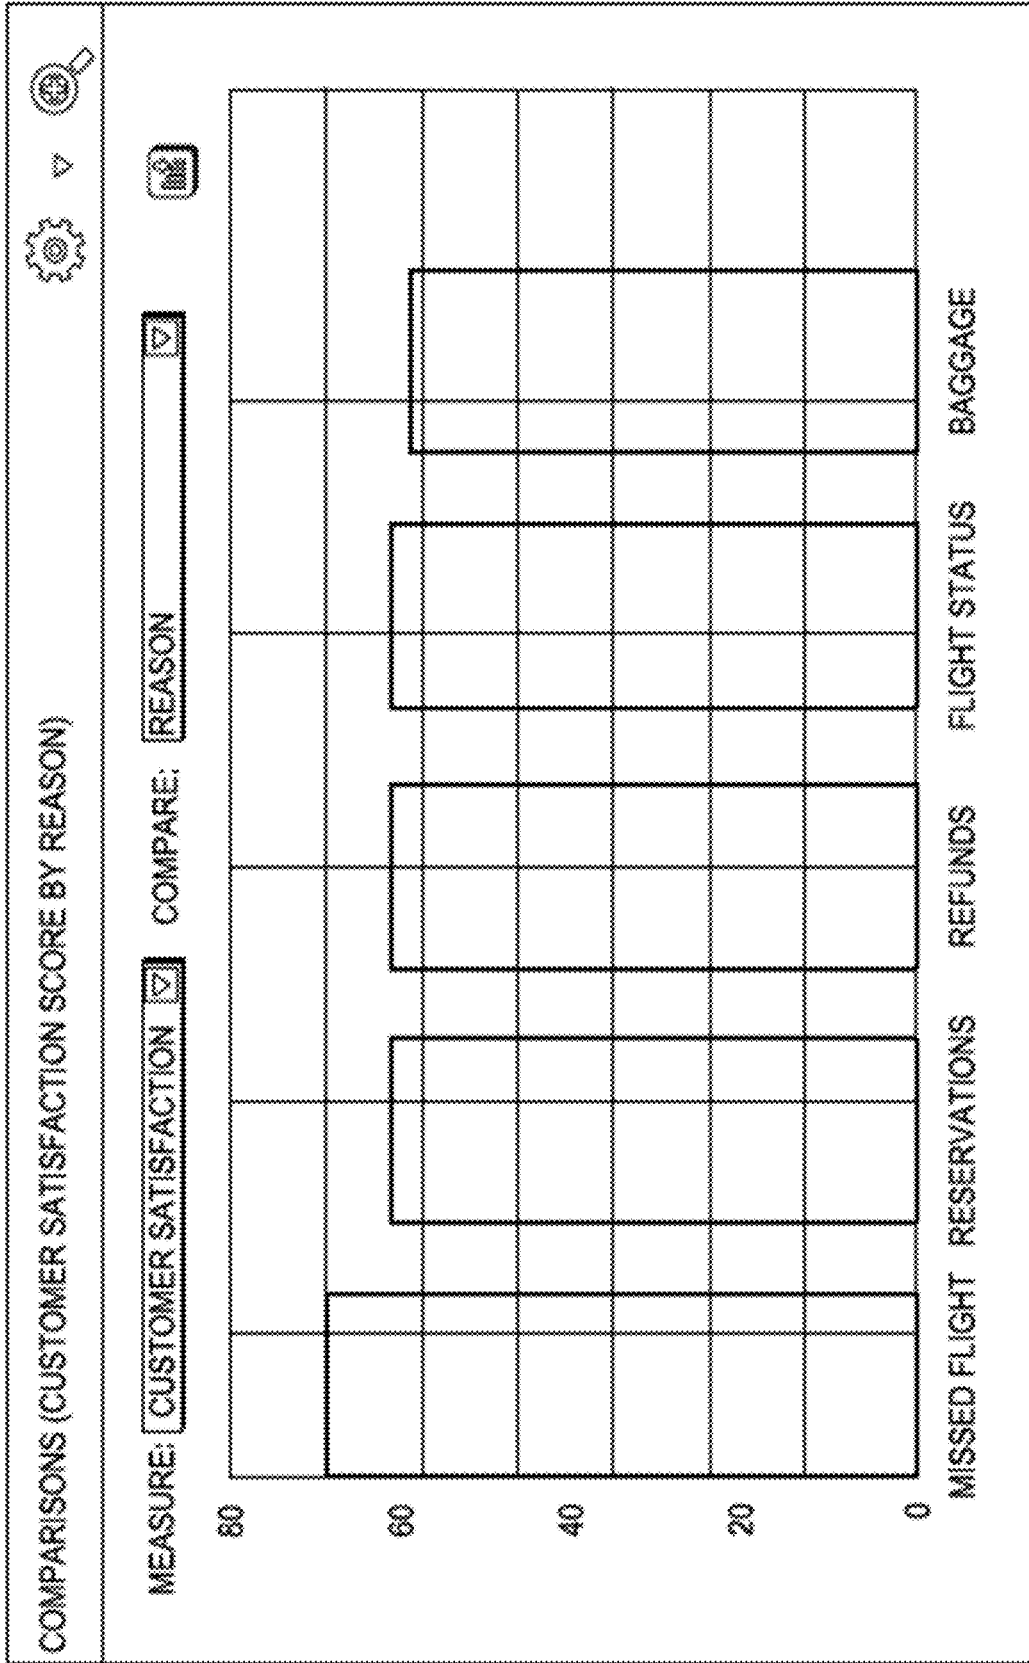 COMPARISONS (CUSTOMER SATISFACTION SCORE BY REASON)
MEASURE: CUSTOMER SATISFACTION COMPARE: REASON
80
60
40
20
0
MISSED FLIGHT RESERVATIONS REFUNDS FLIGHT STATUS BAGGAGE